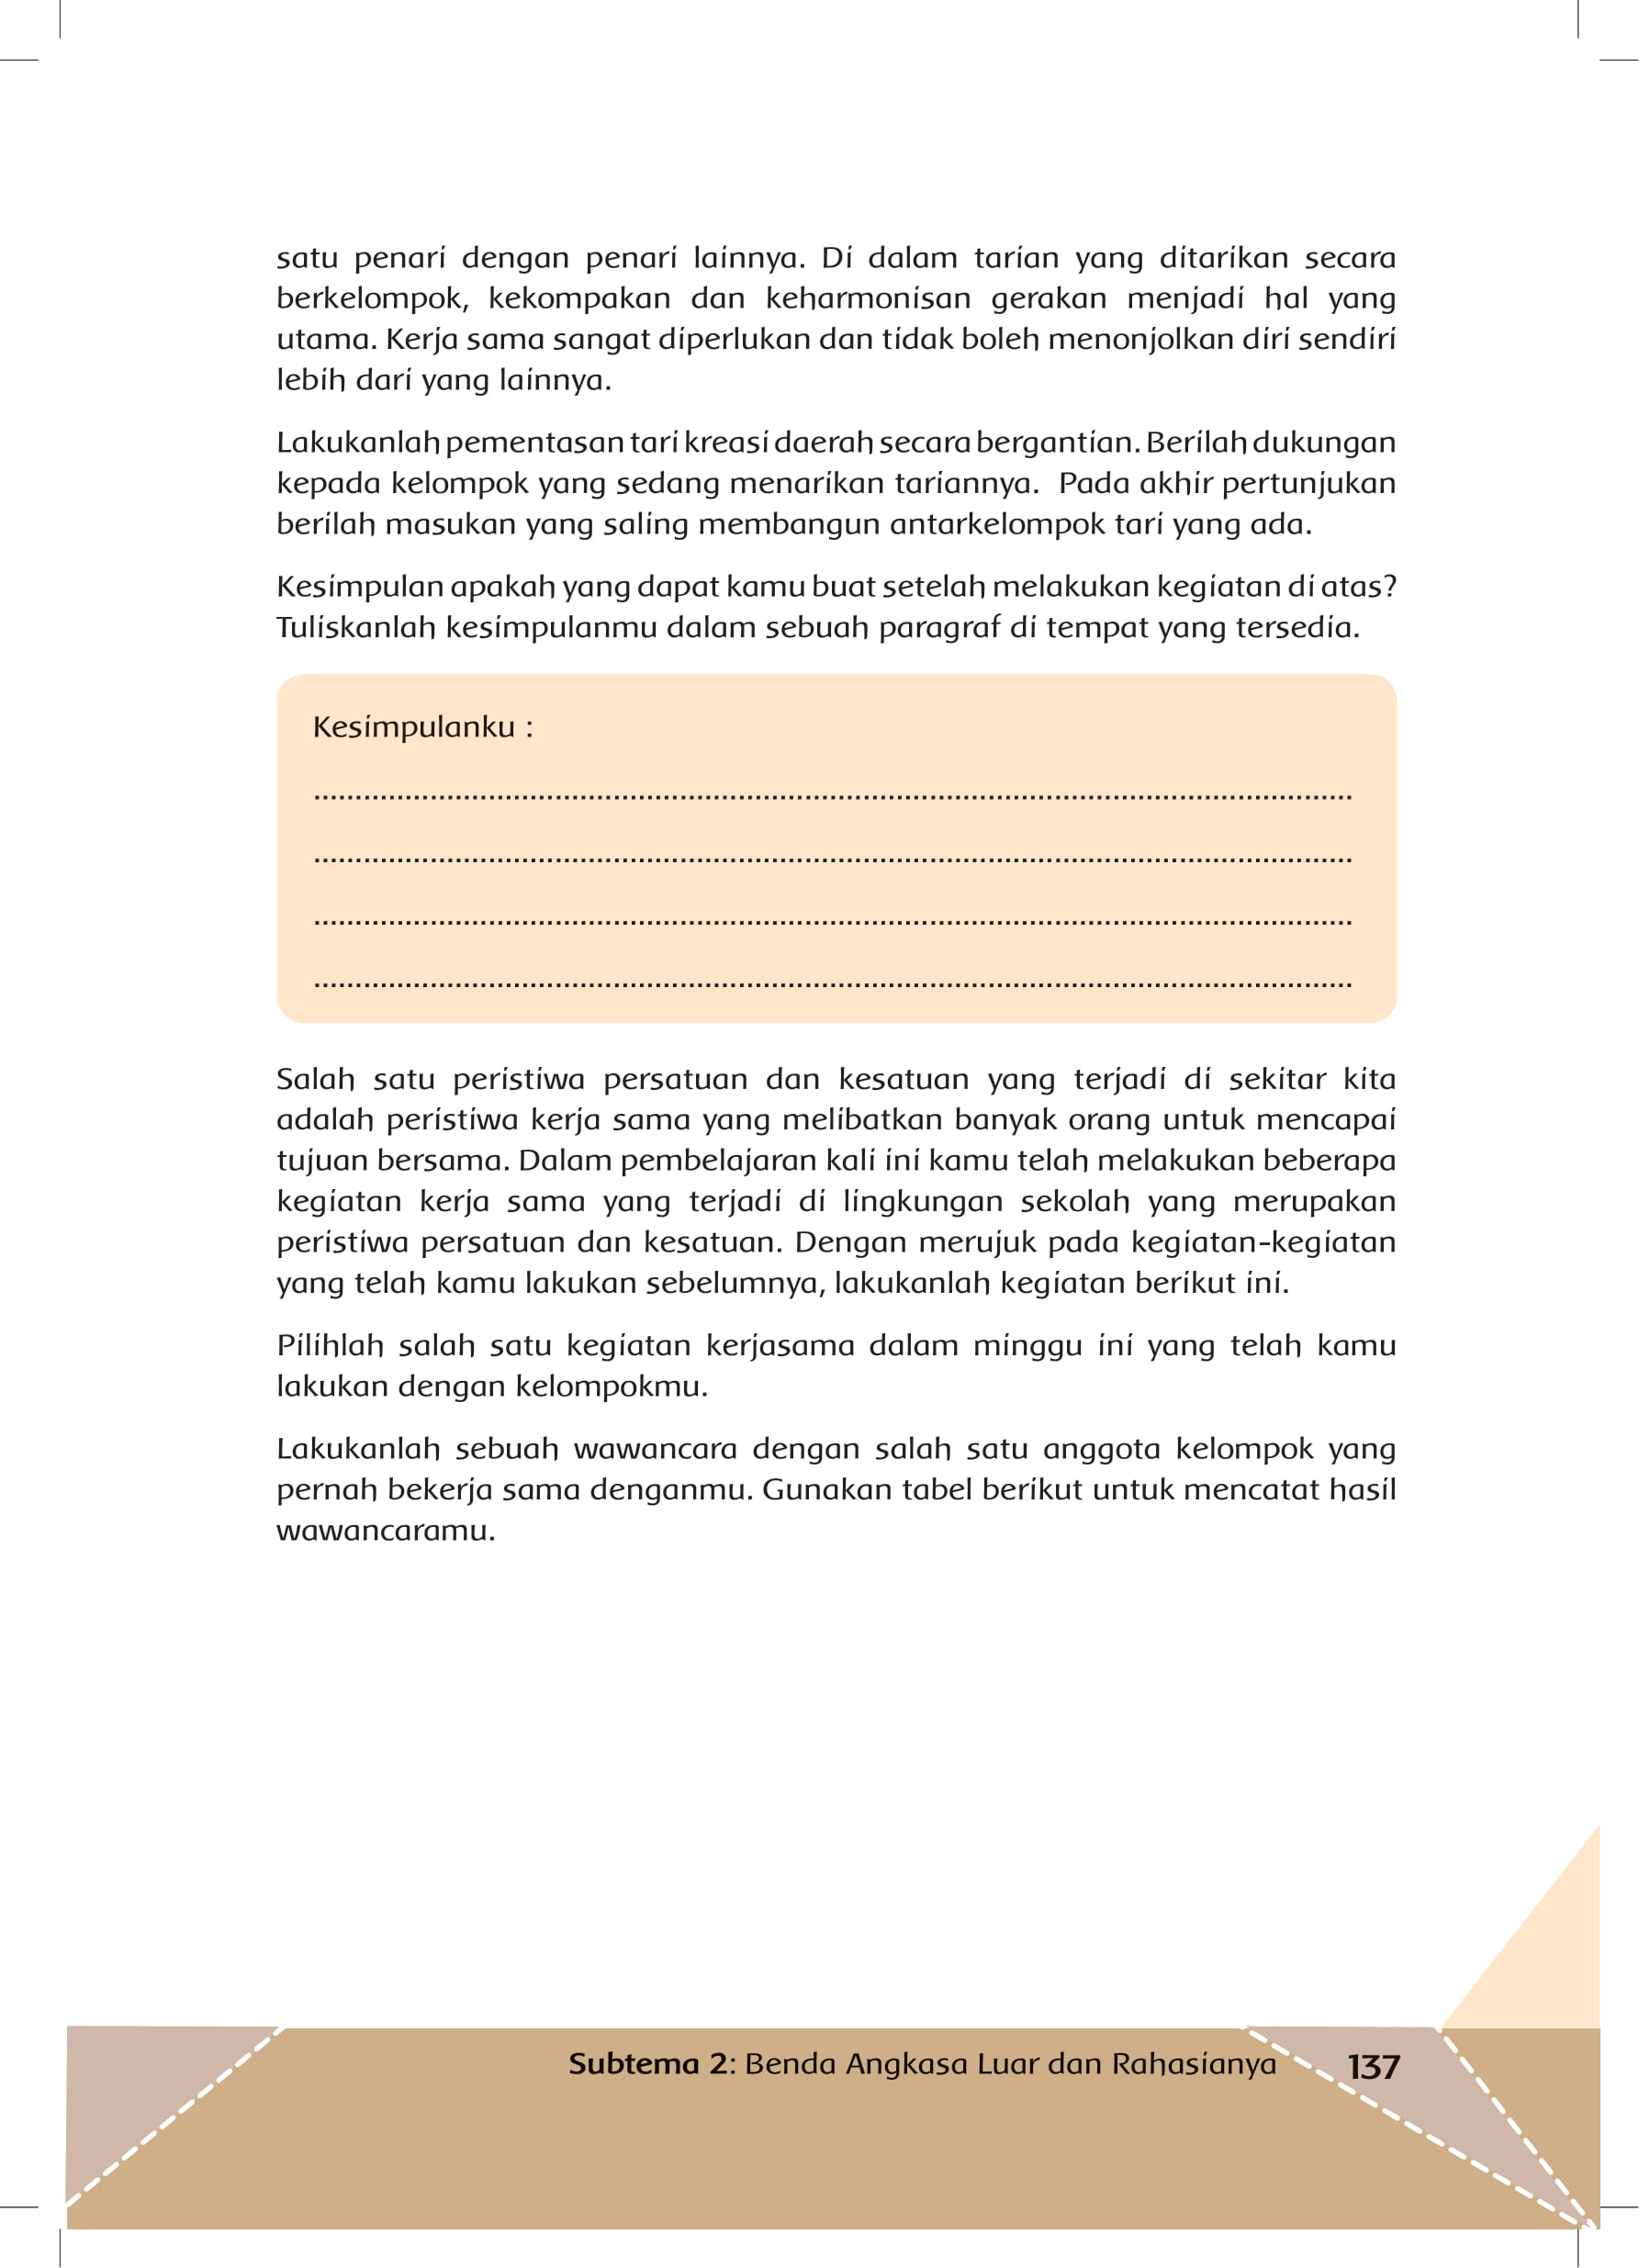 satu penari dengan penari lainnya. Di dalam tarian yang ditarikan secara
berkelompok, kekompakan dan keharmonisan gerakan menjadi hal yang
utama. Kerja sama sangat diperlukan dan tidak boleh menonjolkan diri sendiri
lebih dari yang lainnya.
Lakukanlah pementasan tari kreasi daerah secara bergantian. Berilah dukungan
kepada kelompok yang sedang menarikan tariannya. Pada akhir pertunjukan
berilah masukan yang saling membangun antarkelompok tari yang ada.
Kesimpulan apakah yang dapat kamu buat setelah melakukan kegiatan di atas?
Tuliskanlah kesimpulanmu dalam sebuah paragraf di tempat yang tersedia.
Kesimpulanku :
................................................................................................................................
................................................................................................................................
................................................................................................................................
................................................................................................................................
Salah satu peristiwa persatuan dan kesatuan yang terjadi di sekitar kita
adalah peristiwa kerja sama yang melibatkan banyak orang untuk mencapai
tujuan bersama. Dalam pembelajaran kali ini kamu telah melakukan beberapa
kegiatan kerja sama yang terjadi di lingkungan sekolah yang merupakan
peristiwa persatuan dan kesatuan. Dengan merujuk pada kegiatan-kegiatan
yang telah kamu lakukan sebelumnya, lakukanlah kegiatan berikut ini.
Pilihlah salah satu kegiatan kerjasama dalam minggu ini yang telah kamu
lakukan dengan kelompokmu.
Lakukanlah sebuah wawancara dengan salah satu anggota kelompok yang
pernah bekerja sama denganmu. Gunakan tabel berikut untuk mencatat hasil
wawancaramu.
Subtema 2: Benda Angkasa Luar dan Rahasianya 137